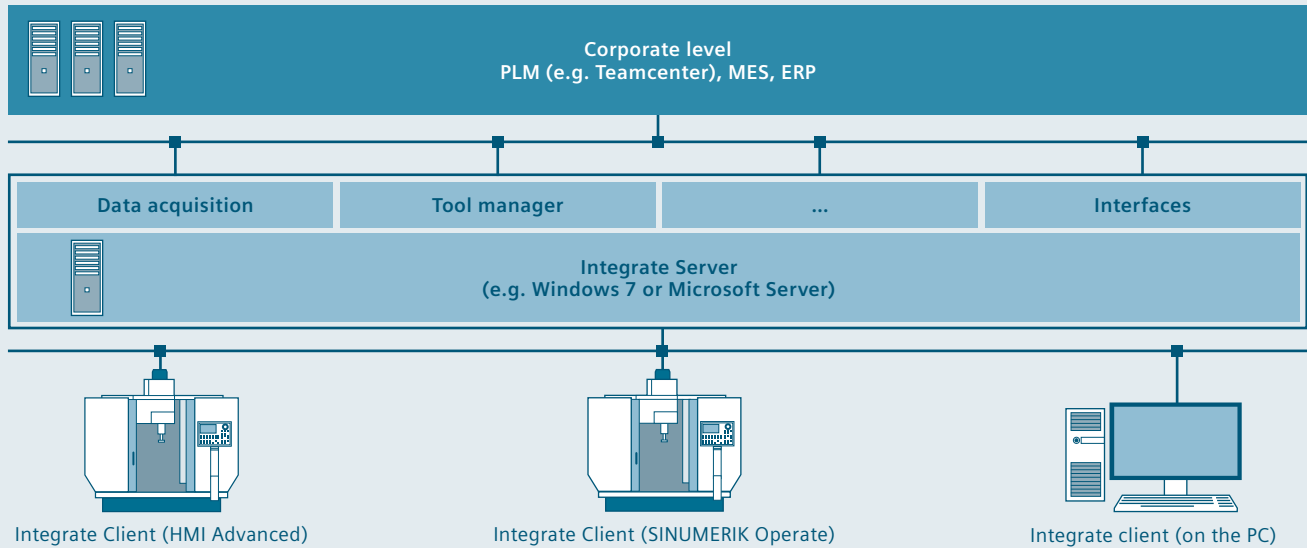 Corporate level
PLM (e.g. Teamcenter), MES, ERP
Data acquisition
Tool manager
...
Interfaces
Integrate Server
(e.g. Windows 7 or Microsoft Server)
Integrate Client (HMI Advanced)
Integrate Client (SINUMERIK Operate)
Integrate client (on the PC)